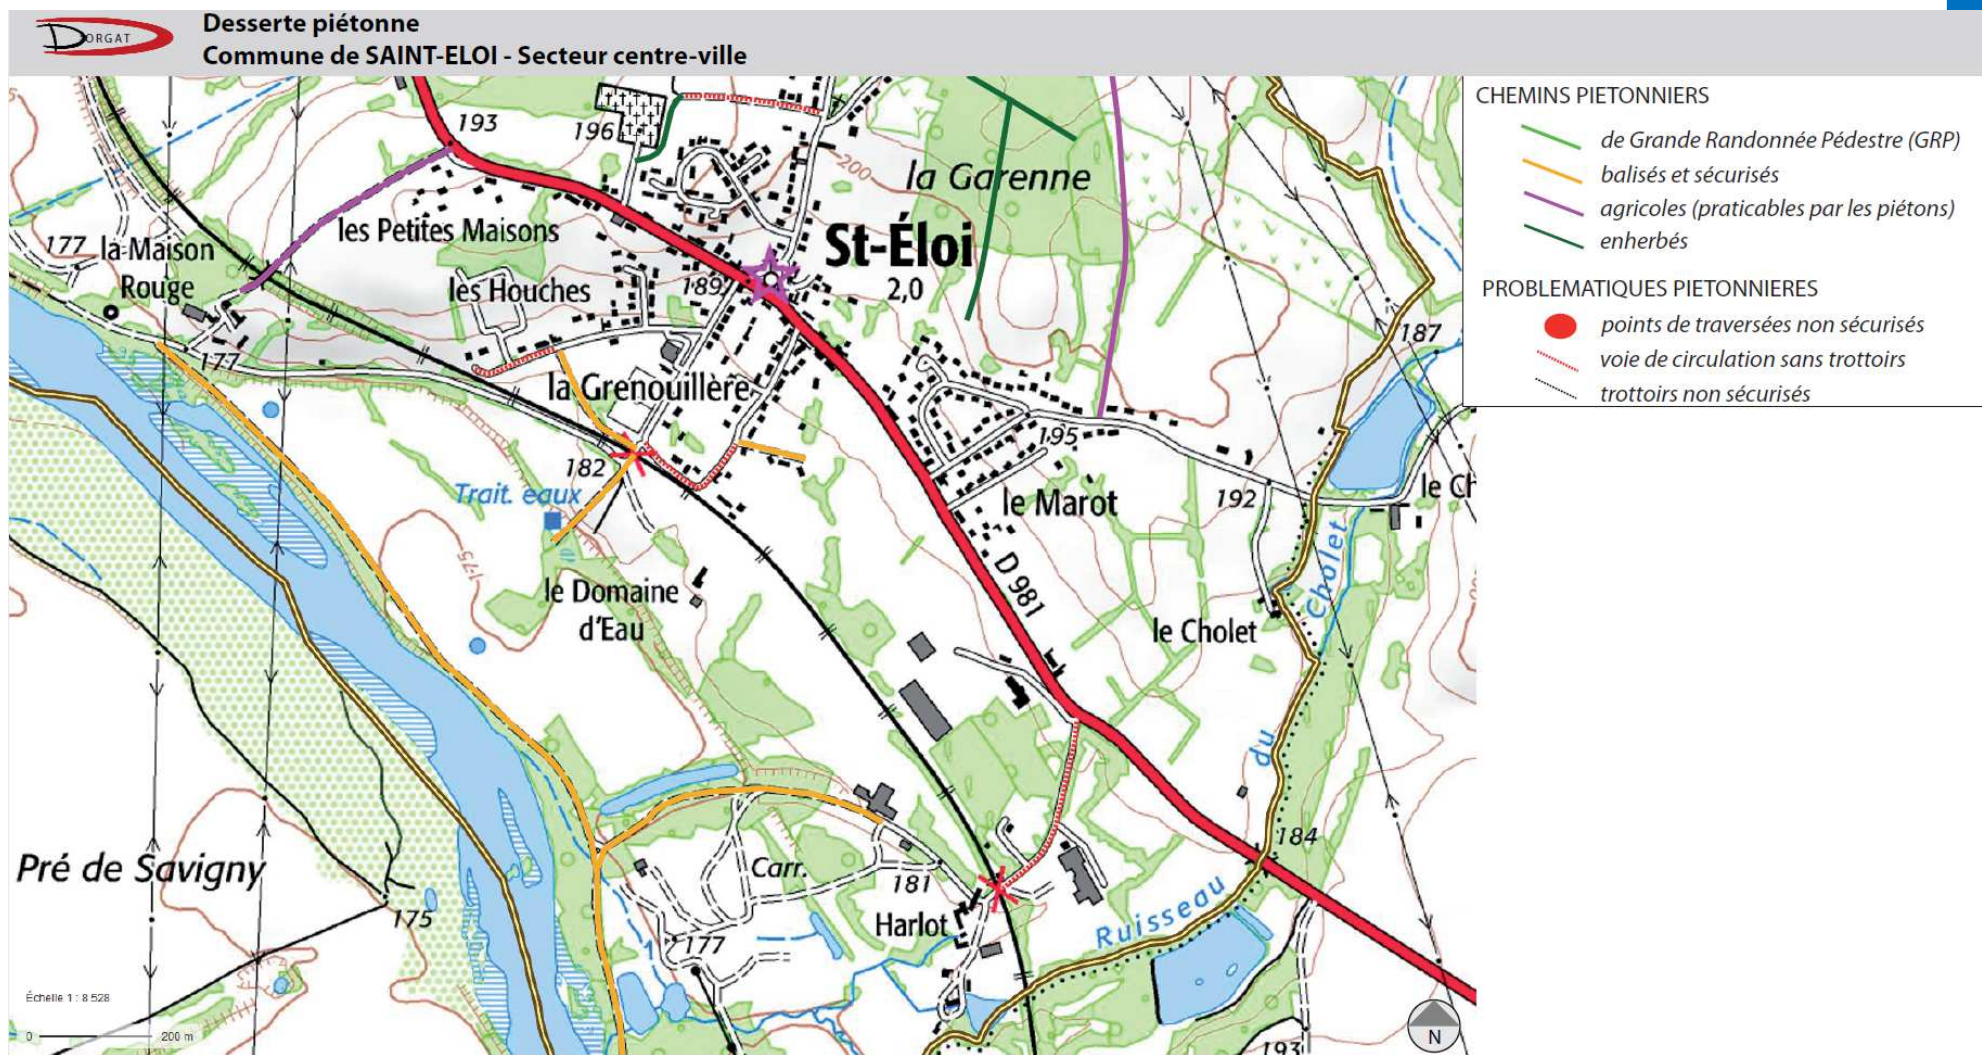 DORGAT
Desserte piétonne
Commune de SAINT-ELOI - Secteur centre-ville
CHEMINS PIETONNIERS
de Grande Randonnée Pédestre (GRP)
balisés et sécurisés
agricoles (praticables par les piétons)
enherbés
PROBLEMATIQUES PIETONNIERES
points de traversées non sécurisés
voie de circulation sans trottoirs
trottoirs non sécurisés
193
196
200
la Garenne
177
la Maison
Rouge
les Petites Maisons
St-Éloi
2,0
les Houches
189
187
177
la Grenouillère
195
182
Trait. eaux
le Marot
192
le Ch
175
le Domaine
d'Eau
D 981
le Cholet
Ruisseau du Cholet
184
Pré de Savigny
Carr.
181
175
Harlot
177
193
Échelle 1 : 8 528
0
200 m
N